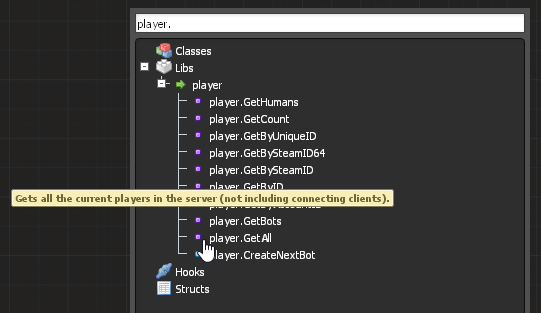 player.
Classes
Libs
player
player.GetHumans
player.GetCount
player.GetByUniqueID
player.GetBySteamID64
player.GetBySteamID
player.GetByID
Gets all the current players in the server (not including connecting clients).
player.GetBots
player.GetAll
player.CreateNextBot
Hooks
Structs